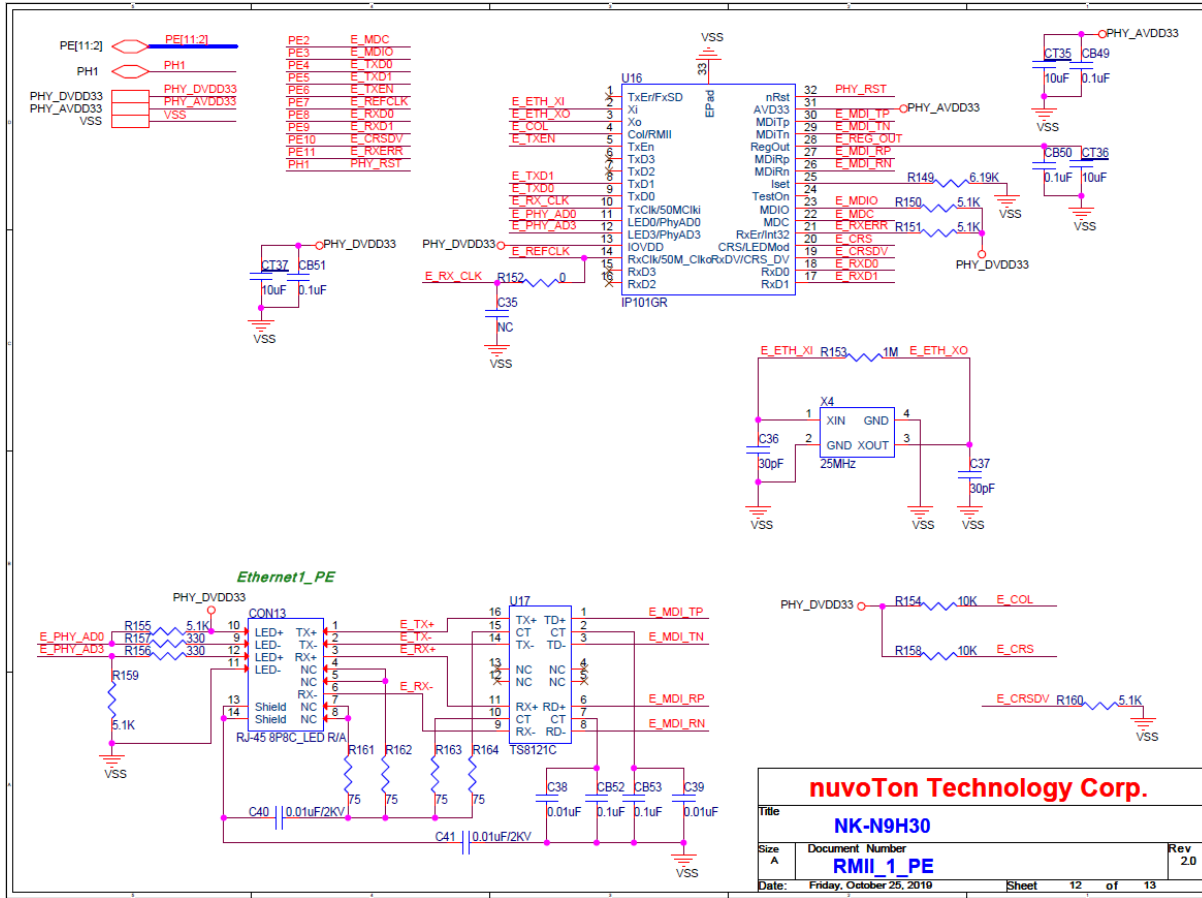 PE[11:2] PE[11:2]
PH1 PH1
PHY_DVDD33 PHY_DVDD33
PHY_AVDD33 PHY_AVDD33
VSS VSS
PE2 E_MDC
PE3 E_MDIO
PE4 E_TXD0
PE5 E_TXD1
PE6 E_TXEN
PE7 E_REFCLK
PE8 E_RXD0
PE9 E_RXD1
PE10 E_CRSDV
PE11 E_RXERR
PH1 PHY_RST
VSS
33
EPad
U16
1 TxEr/FxSD
E_ETH_XI 2 Xi
E_ETH_XO 3 Xo
E_COL 4 Col/RMII
E_TXEN 5 TxEn
6 TxD3
7 TxD2
E_TXD1 8 TxD1
E_TXD0 9 TxD0
E_RX_CLK 10 TxClk/50MClki
E_PHY_AD0 11 LED0/PhyAD0
E_PHY_AD3 12 LED3/PhyAD3
PHY_DVDD33 13 IOVDD
E_REFCLK 14 RxClk/50M_Clko
15 RxD3
16 RxD2
IP101GR
nRst 32 PHY_RST
AVD33 31 PHY_AVDD33
MDiTp 30 E_MDI_TP
MDiTn 29 E_MDI_TN
RegOut 28 E_REG_OUT
MDiRp 27 E_MDI_RP
MDiRn 26 E_MDI_RN
Iset 25 R149 6.19K
VSS
TestOn 24
MDIO 23 E_MDIO R150 5.1K
MDC 22 E_MDC
RxEr/Int32 21 E_RXERR R151 5.1K
PHY_DVDD33
CRS/LEDMod 20 E_CRS
RxDV/CRS_DV 19 E_CRSDV
RxD0 18 E_RXD0
RxD1 17 E_RXD1
PHY_AVDD33
CT35 CB49
10uF 0.1uF
VSS
CB50 CT36
0.1uF 10uF
VSS
PHY_DVDD33
CT37 CB51
10uF 0.1uF
VSS
E_RX_CLK R152 0
C35
NC
VSS
E_ETH_XI R153 1M E_ETH_XO
X4
1 XIN GND 4
2 GND XOUT 3
25MHz
C36
30pF
C37
30pF
VSS VSS VSS
Ethernet1_PE
PHY_DVDD33
CON13
R155 5.1K
E_PHY_AD0 R157 330
E_PHY_AD3 R156 330
R159
5.1K
VSS
10 LED+ TX+ 1
9 LED- TX- 2
12 LED+ RX+ 3
11 LED- NC 4
NC 5
RX- 6
13 Shield NC 7
14 Shield NC 8
RJ-45 8P8C_LED R/A
E_TX+
E_TX-
E_RX+
E_RX-
U17
16 TX+ TD+ 1 E_MDI_TP
15 CT CT 2
14 TX- TD- 3 E_MDI_TN
13 NC NC 4
12 NC NC 5
11 RX+ RD+ 6 E_MDI_RP
10 CT CT 7
9 RX- RD- 8 E_MDI_RN
TS8121C
R161 R162 R163 R164
75 75 75 75
C40 0.01uF/2KV
C41 0.01uF/2KV
C38 CB52 CB53 C39
0.01uF 0.1uF 0.1uF 0.01uF
VSS
PHY_DVDD33 R154 10K E_COL
R158 10K E_CRS
E_CRSDV R160 5.1K
VSS
nuvoTon Technology Corp.
Title
NK-N9H30
Size Document Number Rev
A RMII_1_PE 2.0
Date: Friday, October 25, 2019 Sheet 12 of 13